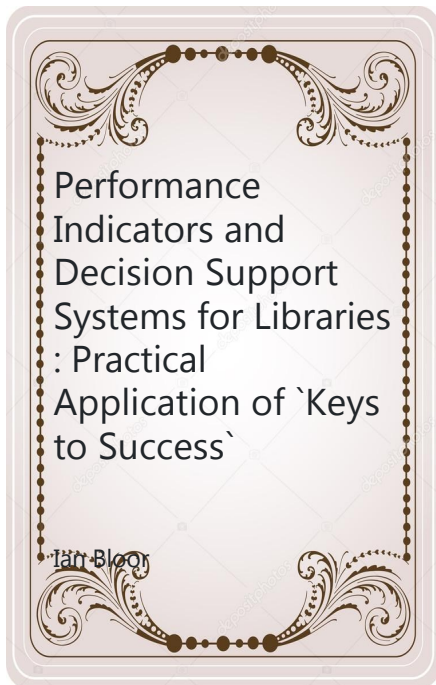 Performance
Indicators and
Decision Support
Systems for Libraries
: Practical
Application of `Keys
to Success`
Ian Bloor